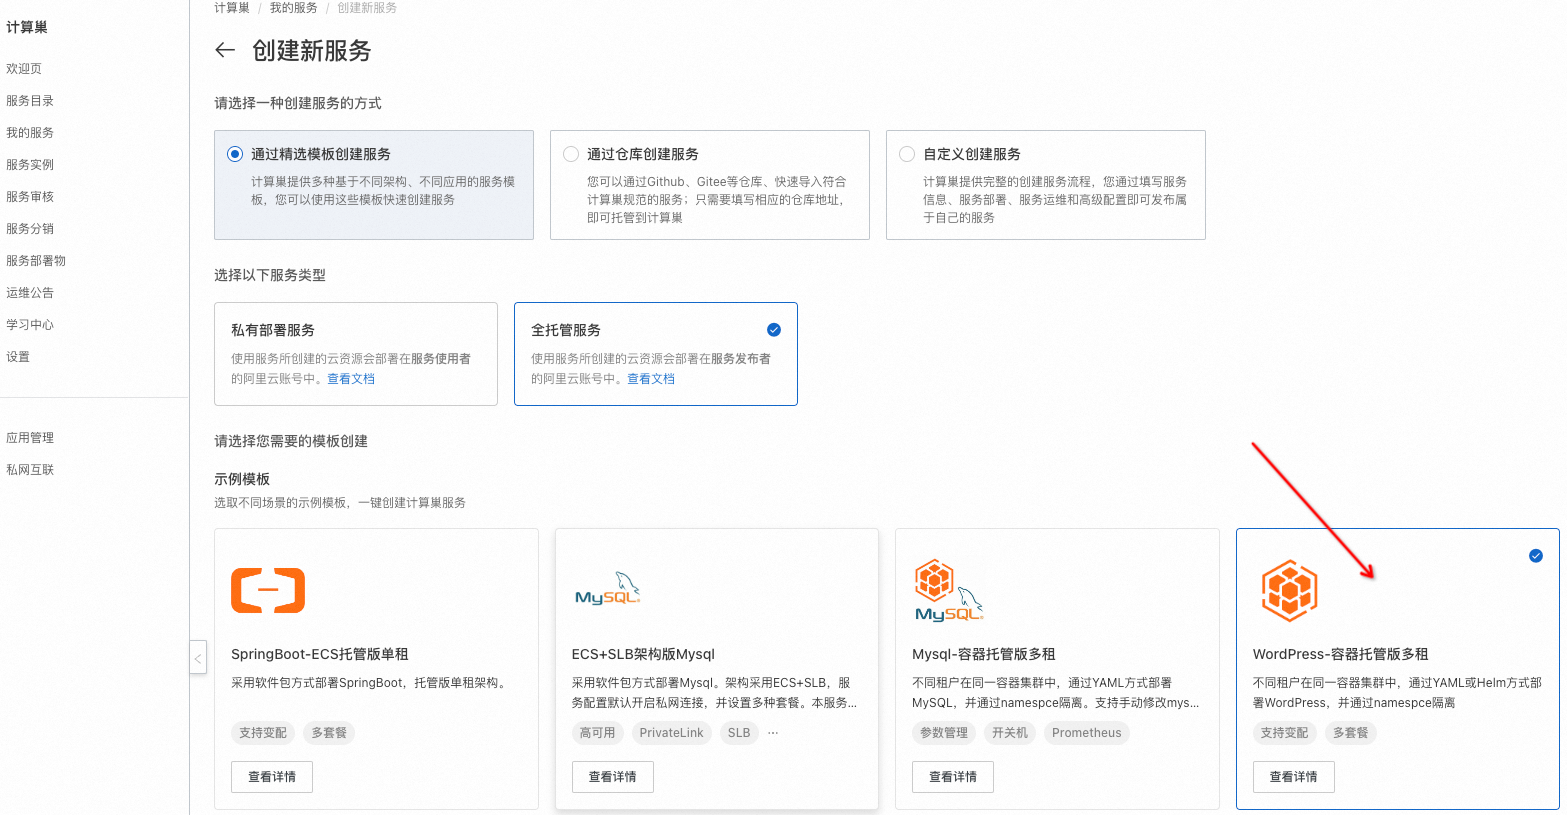 计算巢
欢迎页
服务目录
我的服务
服务实例
服务审核
服务分销
服务部署物
运维公告
学习中心
设置
应用管理
私网互联
计算巢 / 我的服务 / 创建新服务
← 创建新服务
请选择一种创建服务的方式
通过精选模板创建服务
计算巢提供多种基于不同架构、不同应用的服务模
板，您可以使用这些模板快速创建服务
通过仓库创建服务
您可以通过Github、Gitee等仓库、快速导入符合
计算巢规范的服务；只需要填写相应的仓库地址，
即可托管到计算巢
自定义创建服务
计算巢提供完整的创建服务流程，您通过填写服务
信息、服务部署、服务运维和高级配置即可发布属
于自己的服务
选择以下服务类型
私有部署服务
使用服务所创建的云资源会部署在服务使用者
的阿里云账号中。查看文档
全托管服务
使用服务所创建的云资源会部署在服务发布者
的阿里云账号中。查看文档
请选择您需要的模板创建
示例模板
选取不同场景的示例模板，一键创建计算巢服务
SpringBoot-ECS托管版单租
采用软件包方式部署SpringBoot，托管版单租架构。
支持变配 多套餐
查看详情
MySQL
ECS+SLB架构版Mysql
采用软件包方式部署Mysql。架构采用ECS+SLB，服
务配置默认开启私网连接，并设置多种套餐。本服务...
高可用 PrivateLink SLB ...
查看详情
MySQL
Mysql-容器托管版多租
不同租户在同一容器集群中，通过YAML方式部署
MySQL，并通过namespce隔离。支持手动修改mys...
参数管理 开关机 Prometheus
查看详情
WordPress-容器托管版多租
不同租户在同一容器集群中，通过YAML或Helm方式部
署WordPress，并通过namespce隔离
支持变配 多套餐
查看详情